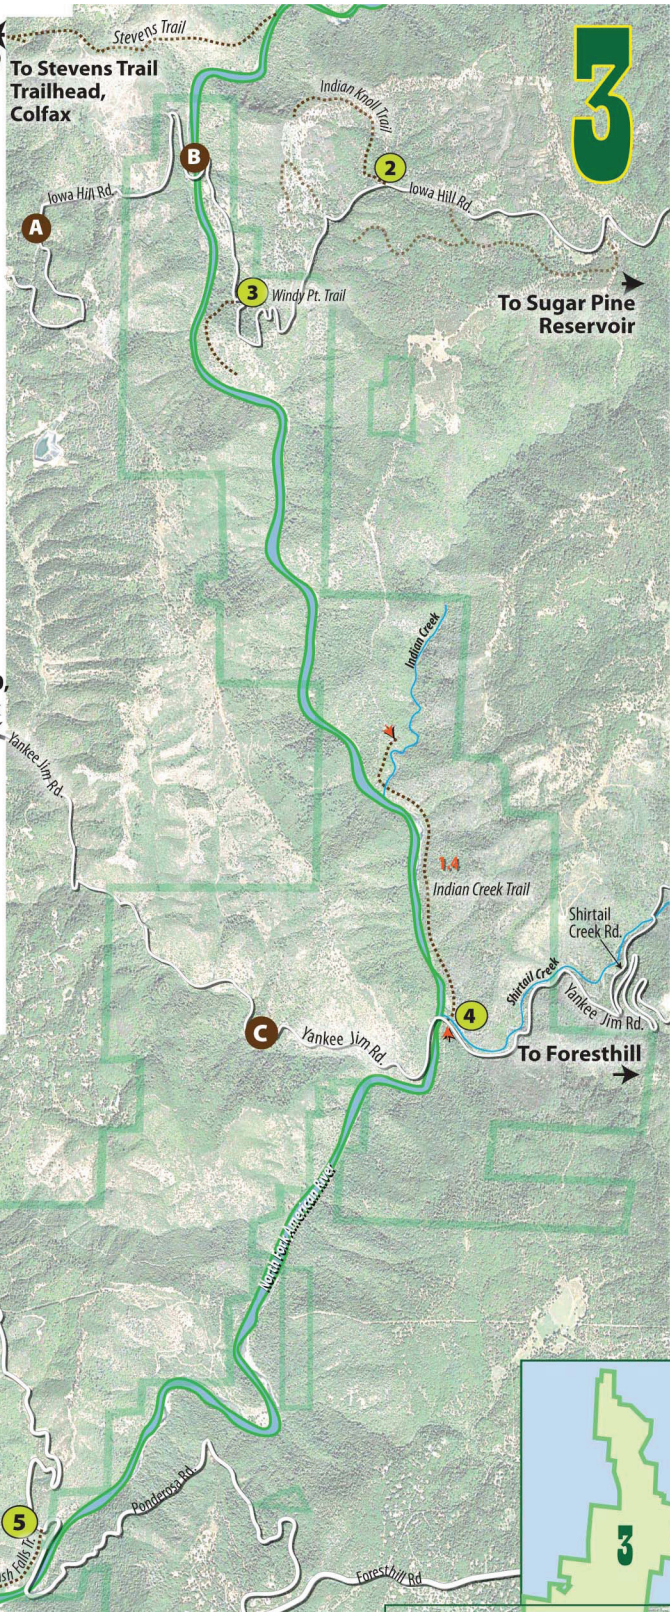 Stevens Trail
To Stevens Trail
Trailhead,
Colfax
3
Indian Knoll Trail
B
2
Iowa Hill Rd.
Iowa Hill Rd.
A
3
Windy Pt. Trail
To Sugar Pine
Reservoir
Indian Creek
Yankee Jim Rd.
1.4
Indian Creek Trail
Shirtail
Creek Rd.
Shirtail Creek
Yankee Jim Rd.
4
C
Yankee Jim Rd.
To Foresthill
North Fork American River
3
Ponderosa Rd.
5
Falls Tr.
Foresthill Rd